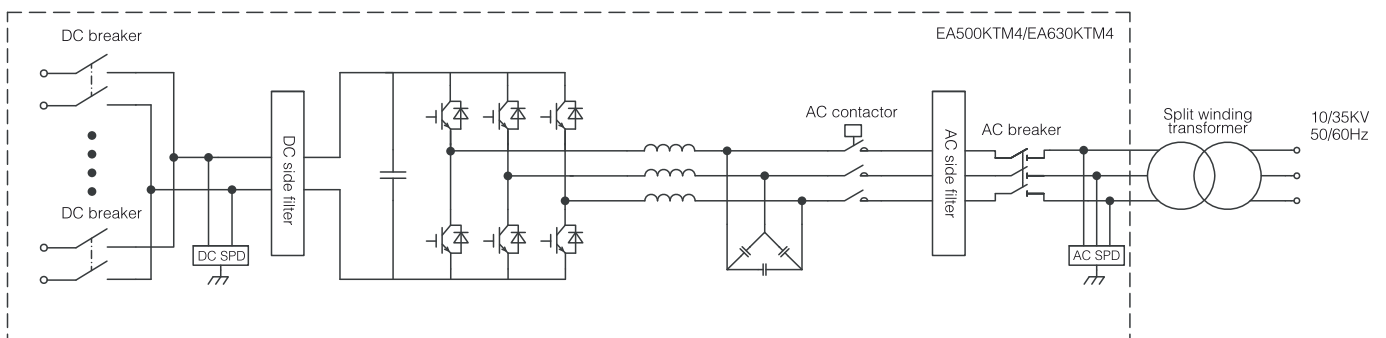 EA500KTM4/EA630KTM4
DC breaker
DC breaker
DC SPD
DC side filter
AC contactor
AC side filter
AC breaker
AC SPD
Split winding
transformer
10/35KV
50/60Hz